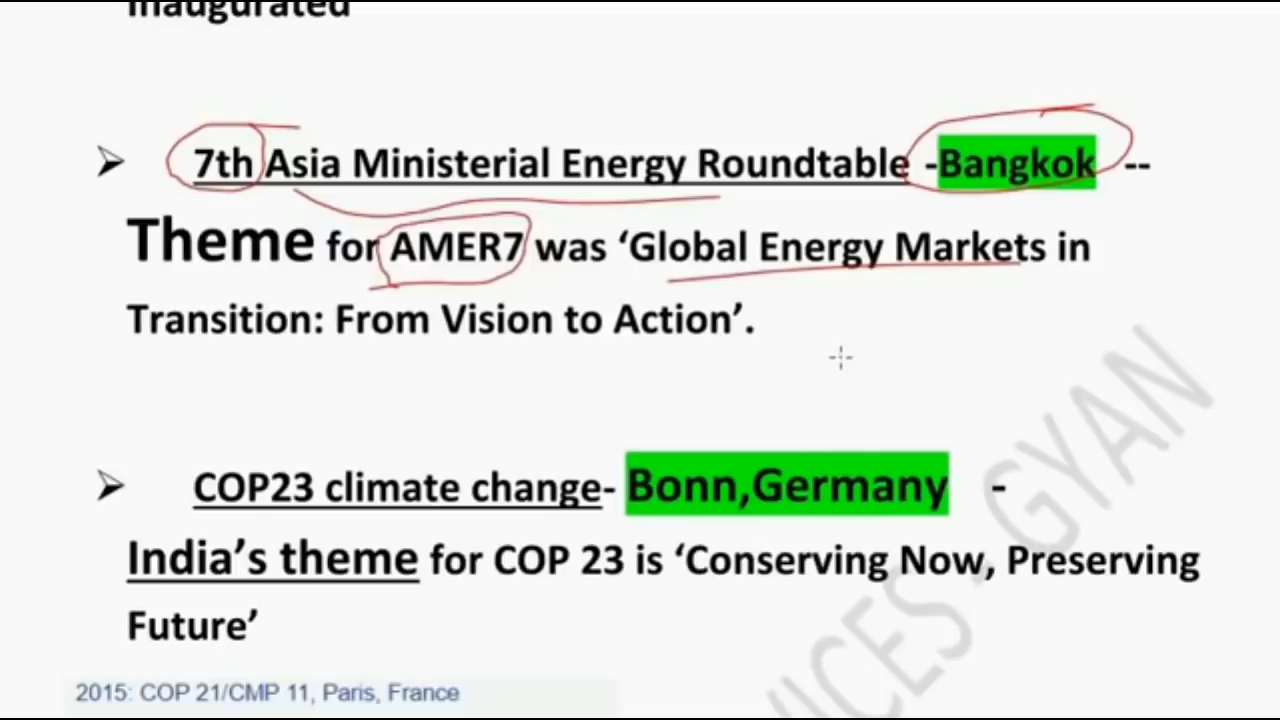 inaugurated
➢ 7th Asia Ministerial Energy Roundtable -Bangkok --
Theme for AMER7 was ‘Global Energy Markets in
Transition: From Vision to Action’.
➢ COP23 climate change- Bonn,Germany -
India’s theme for COP 23 is ‘Conserving Now, Preserving
Future’
2015: COP 21/CMP 11, Paris, France
VICES - GYAN